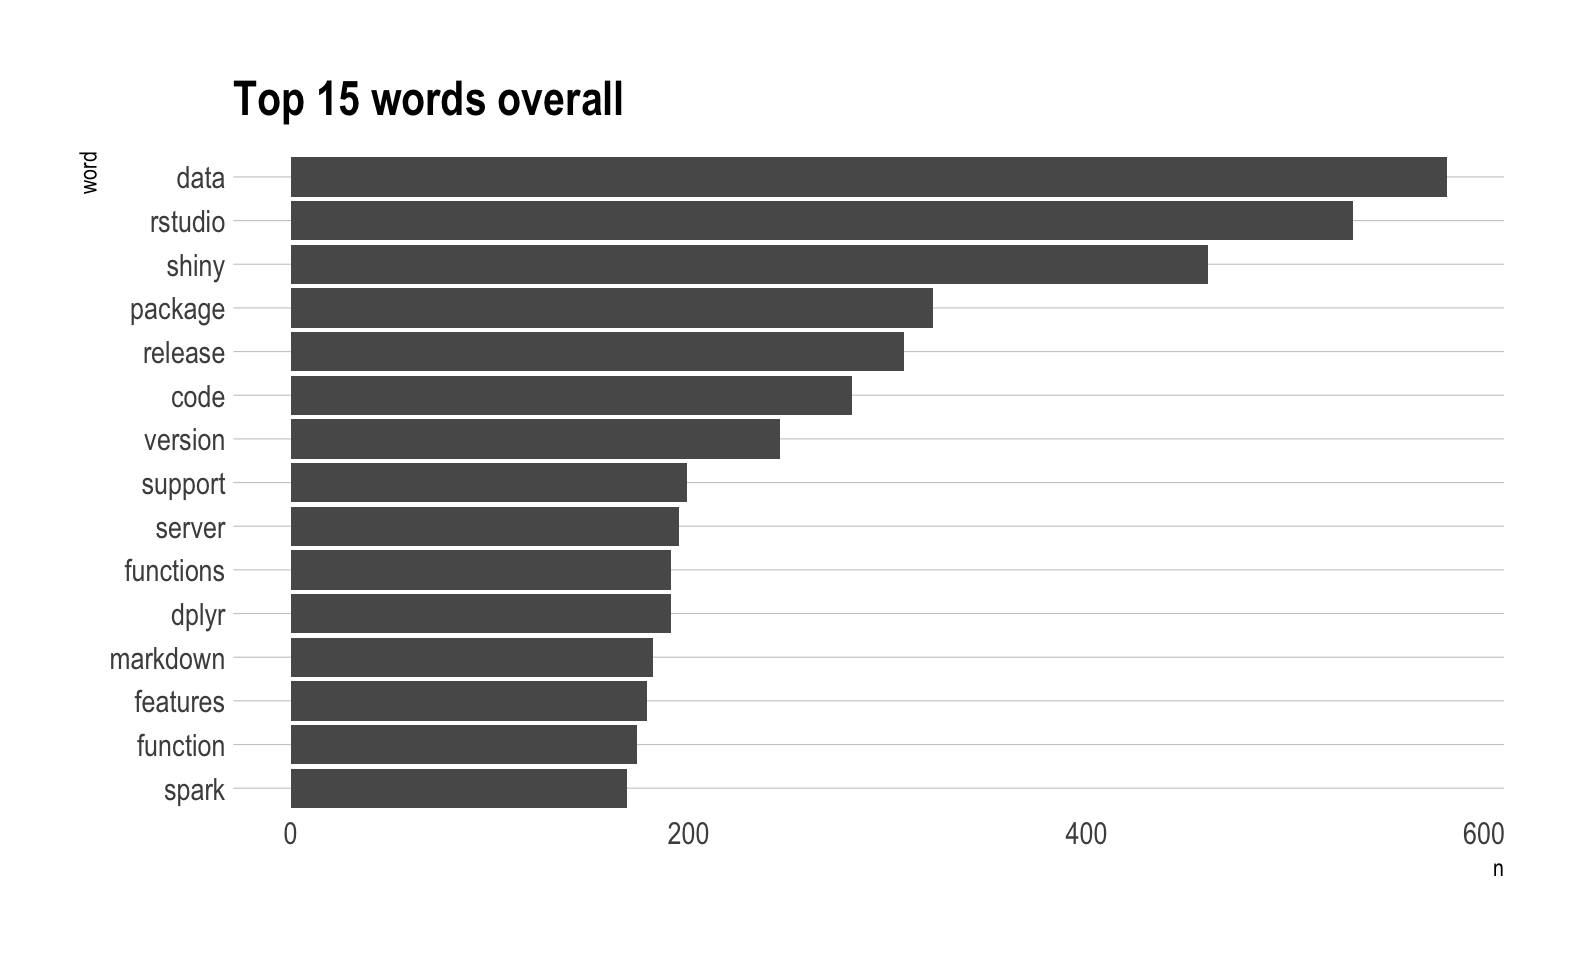 Top 15 words overall
word
data
rstudio
shiny
package
release
code
version
support
server
functions
dplyr
markdown
features
function
spark
0 200 400 600
n